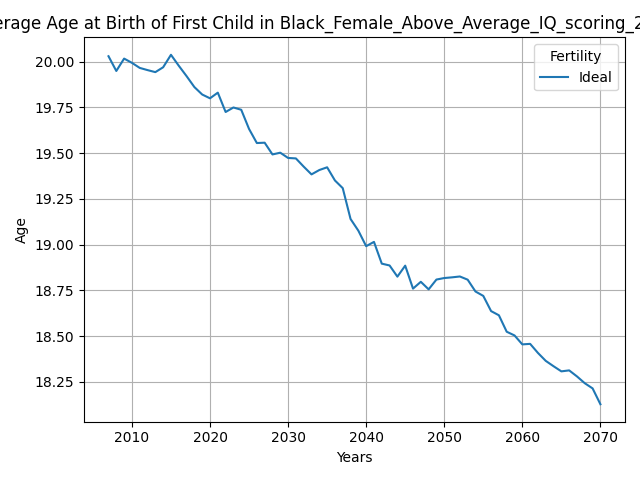 erage Age at Birth of First Child in Black_Female_Above_Average_IQ_scoring_2
Fertility
Ideal
20.00
19.75
19.50
19.25
19.00
18.75
18.50
18.25
Age
2010 2020 2030 2040 2050 2060 2070
Years